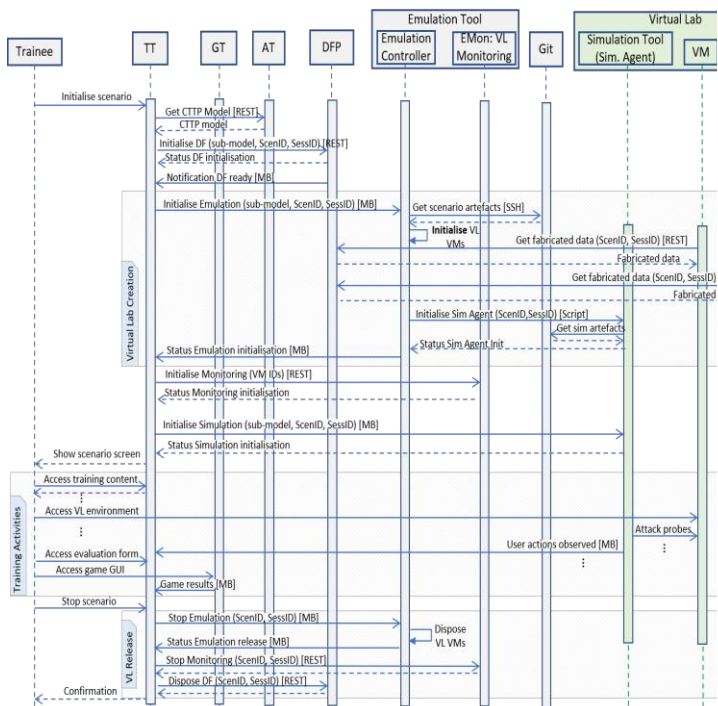 Emulation Tool
Virtual Lab
Trainee
TT
GT
AT
DFP
Emulation
Controller
EMon: VL
Monitoring
Git
Simulation Tool
(Sim. Agent)
VM
Initialise scenario
Get CTTP Model [REST]
CTTP model
Initialise DF (sub-model, ScenID, SessID) [REST]
Status DF initialisation
Notification DF ready [MB]
Initialise Emulation (sub-model, ScenID, SessID) [MB]
Get scenario artefacts [SSH]
Initialise VL
VMs
Get fabricated data (ScenID, SessID) [REST]
Fabricated data
Get fabricated data (ScenID, SessID)
Fabricated
Virtual Lab Creation
Initialise Sim Agent (ScenID,SessID) [Script]
Get sim artefacts
Status Sim Agent Init
Status Emulation initialisation [MB]
Initialise Monitoring (VM IDs) [REST]
Status Monitoring initialisation
Initialise Simulation (sub-model, ScenID, SessID) [MB]
Status Simulation initialisation
Show scenario screen
Training Activities
Access training content
⋮
Access VL environment
⋮
Attack probes
User actions observed [MB]
⋮
⋮
Access evaluation form
Access game GUI
Game results [MB]
Stop scenario
VL Release
Stop Emulation (ScenID, SessID) [MB]
Dispose
VL VMs
Status Emulation release [MB]
Stop Monitoring (ScenID, SessID) [REST]
Dispose DF (ScenID, SessID) [REST]
Confirmation